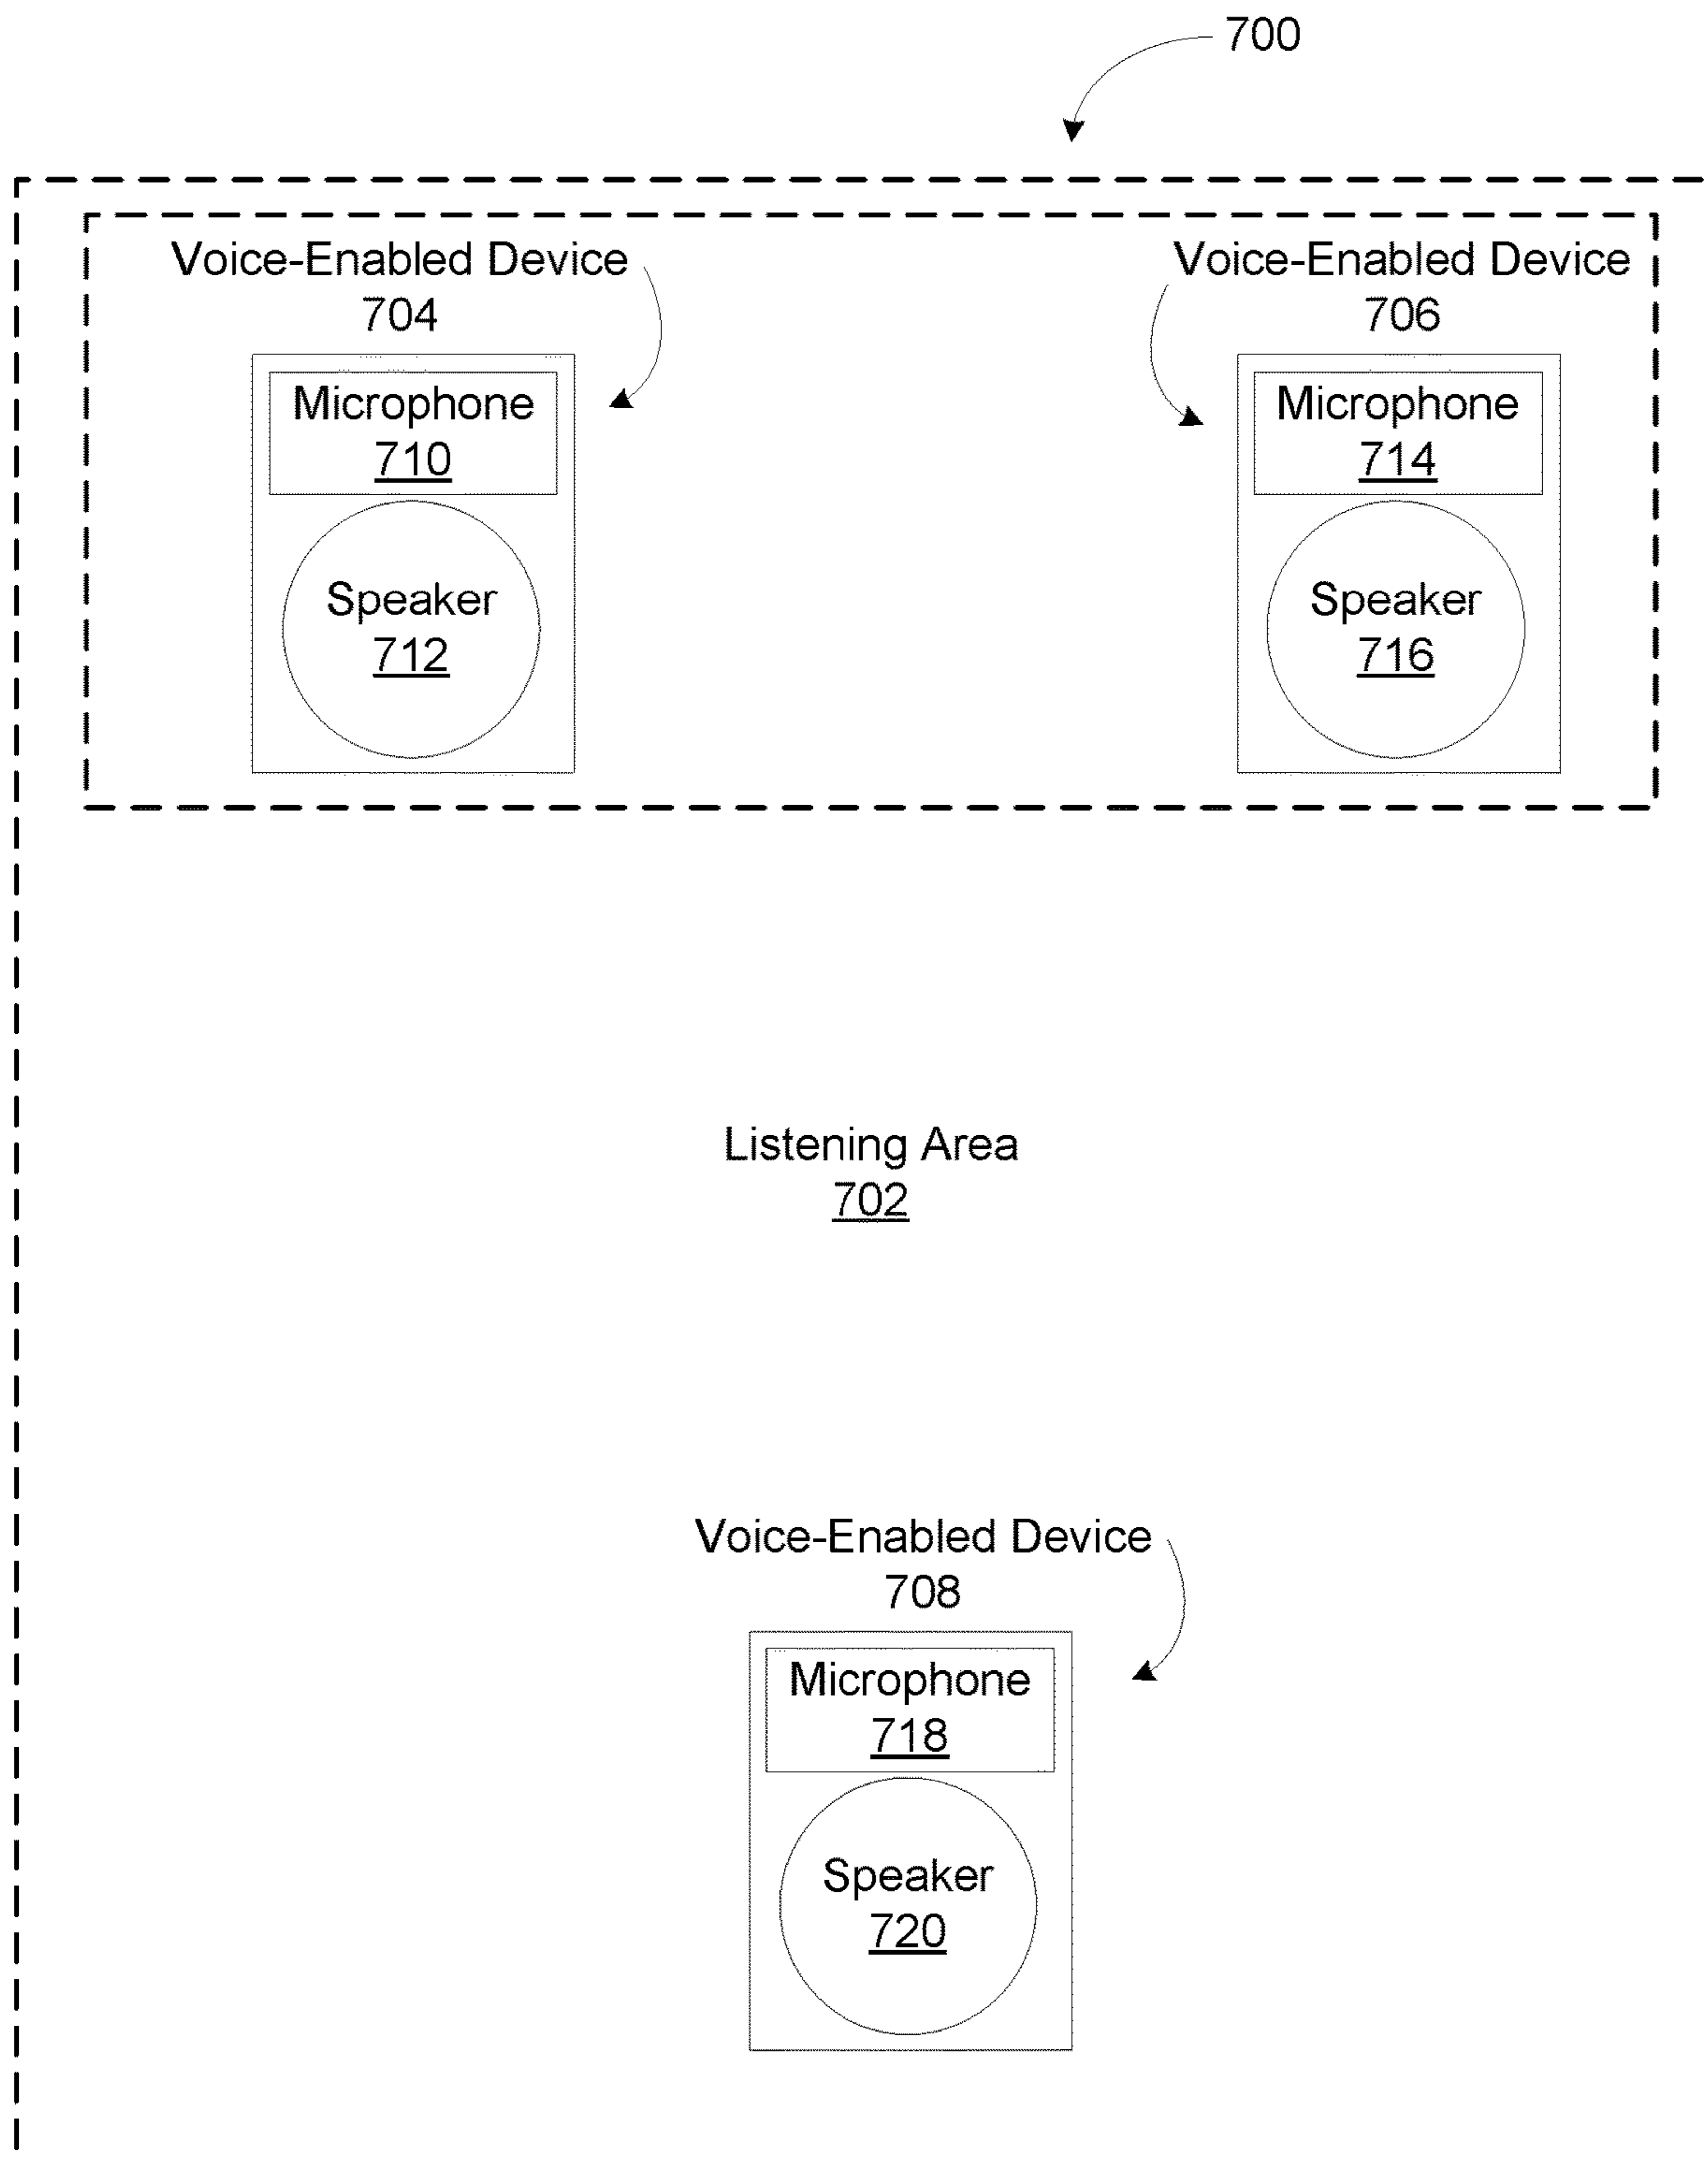 700
Voice-Enabled Device
704
Microphone
710
Speaker
712
Voice-Enabled Device
706
Microphone
714
Speaker
716
Listening Area
702
Voice-Enabled Device
708
Microphone
718
Speaker
720